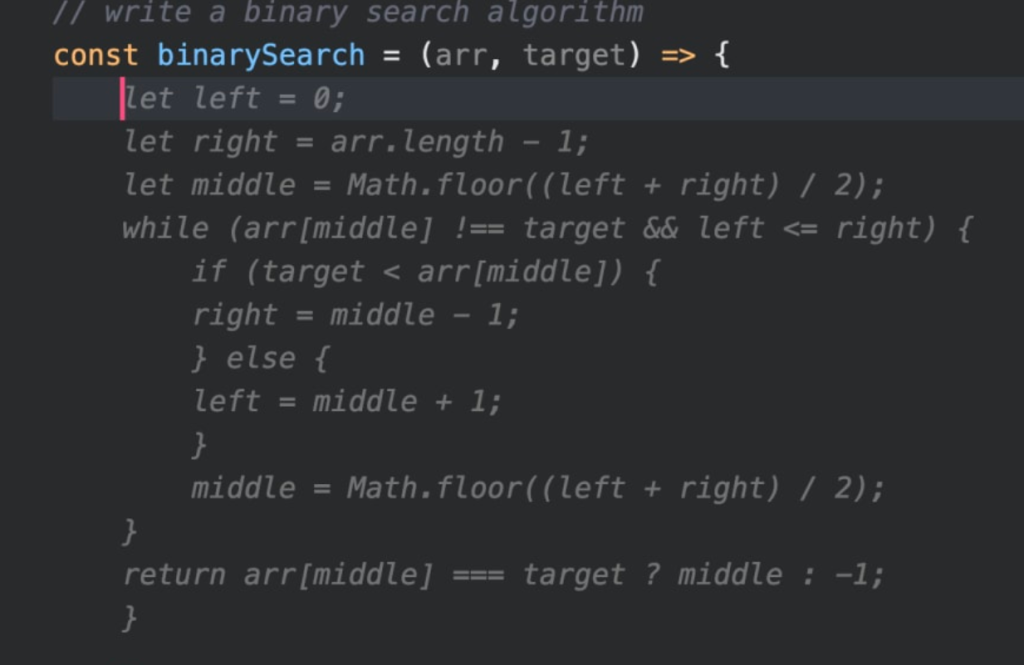 // write a binary search algorithm
const binarySearch = (arr, target) => {
    let left = 0;
    let right = arr.length - 1;
    let middle = Math.floor((left + right) / 2);
    while (arr[middle] !== target && left <= right) {
        if (target < arr[middle]) {
        right = middle - 1;
        } else {
        left = middle + 1;
        }
        middle = Math.floor((left + right) / 2);
    }
    return arr[middle] === target ? middle : -1;
    }